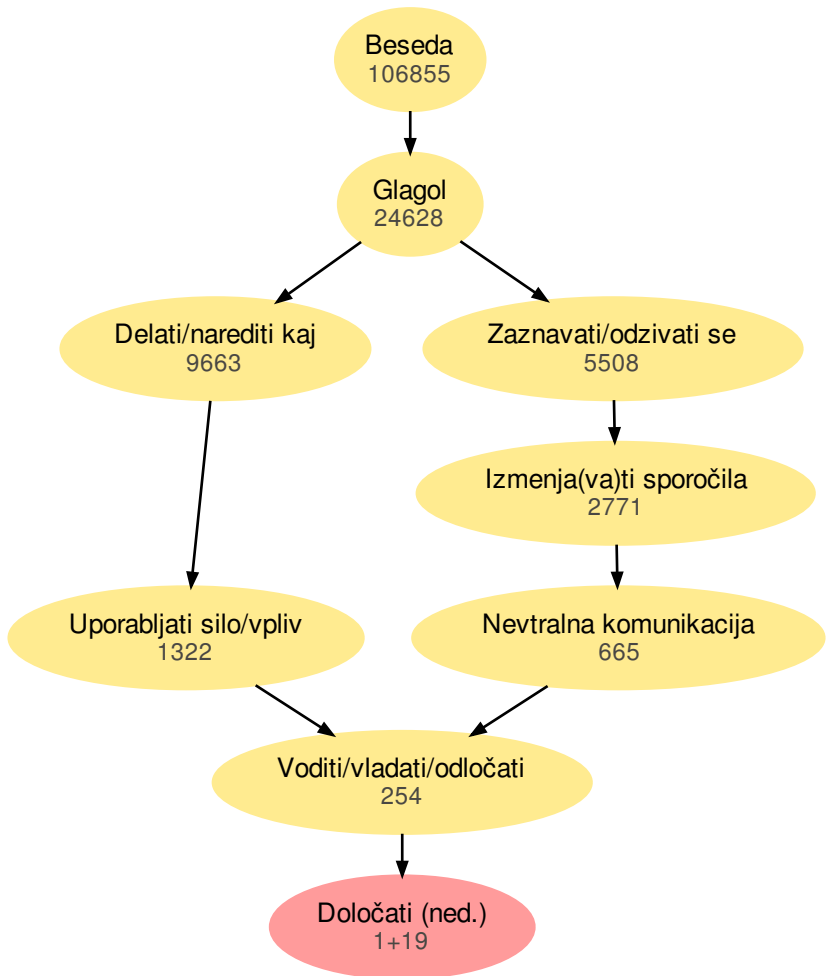 Beseda
106855
Glagol
24628
Delati/narediti kaj
9663
Zaznavati/odzivati se
5508
Izmenja(va)ti sporočila
2771
Uporabljati silo/vpliv
1322
Nevtralna komunikacija
665
Voditi/vladati/odločati
254
Določati (ned.)
1+19